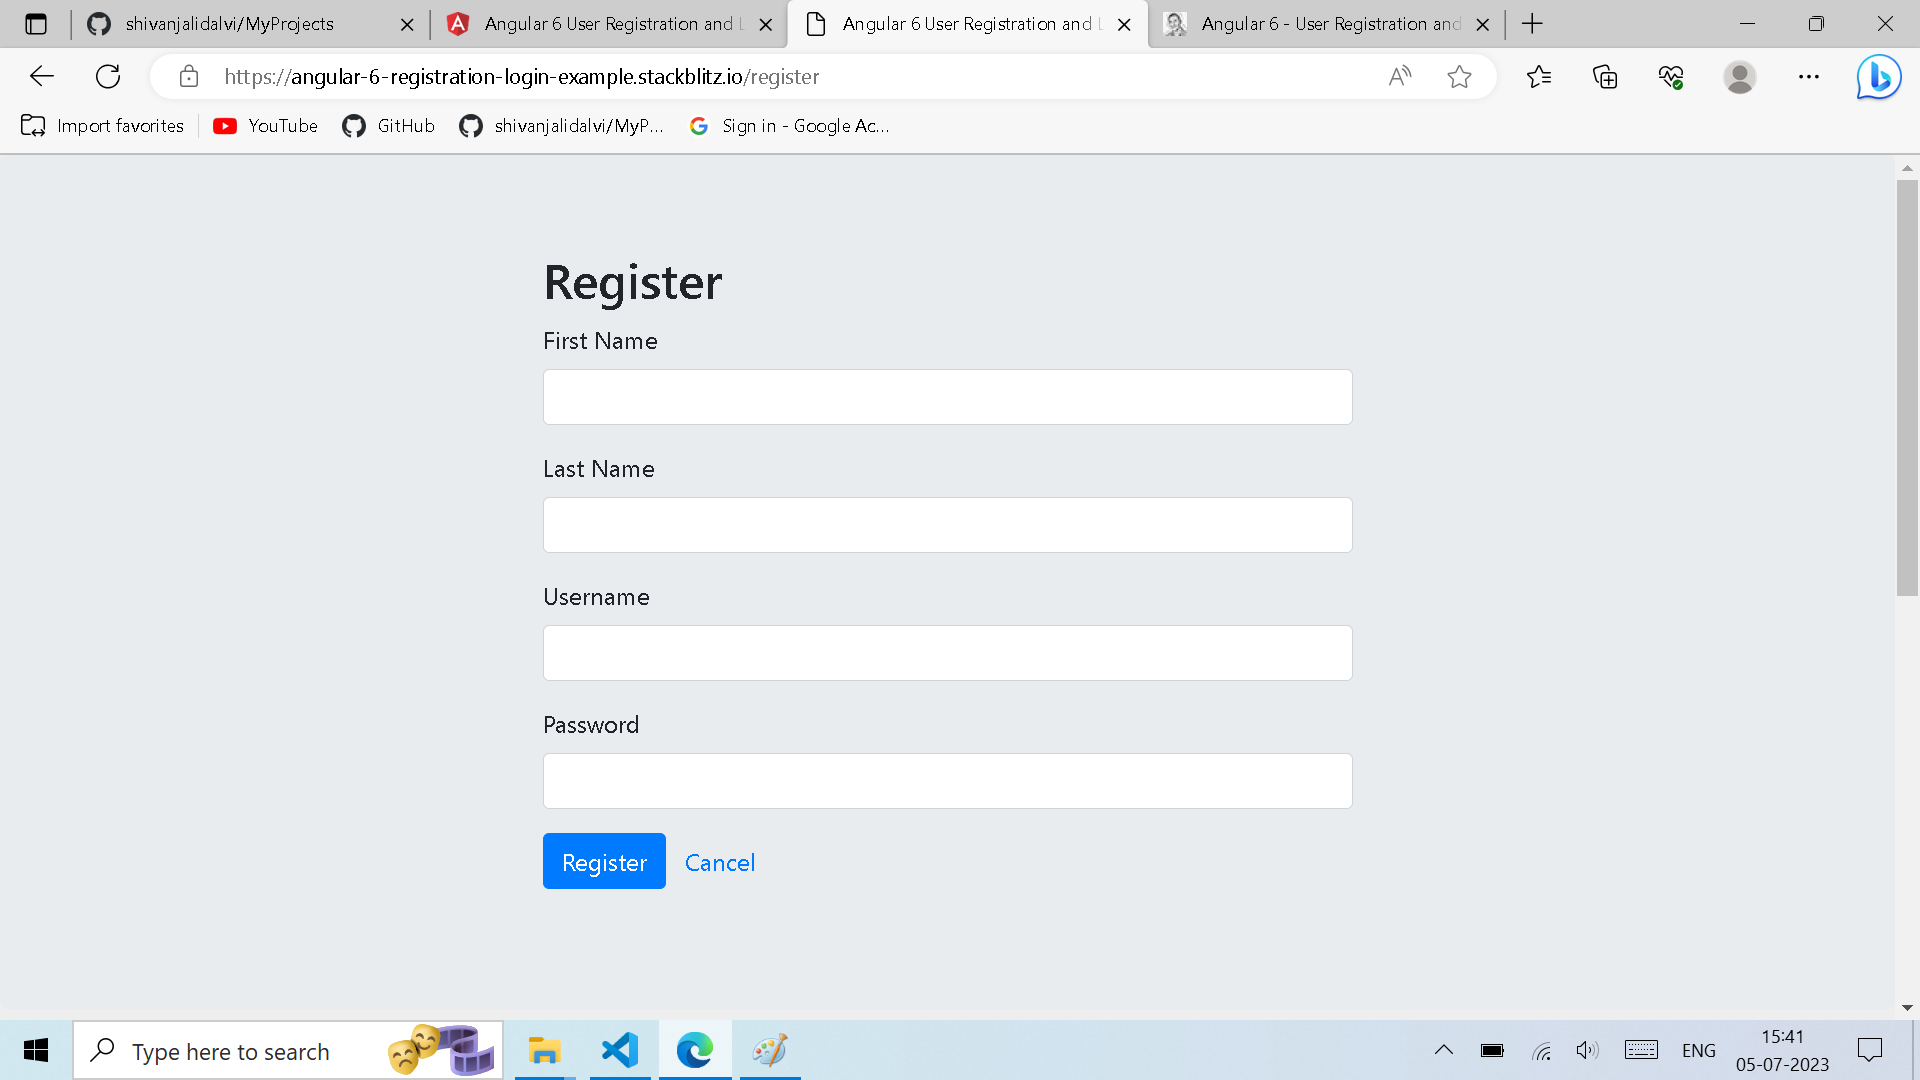 shivanjalidalvi/MyProjects
Angular 6 User Registration and L
Angular 6 User Registration and L
Angular 6 - User Registration and
https://angular-6-registration-login-example.stackblitz.io/register
Import favorites
YouTube
GitHub
shivanjalidalvi/MyP...
Sign in - Google Ac...
Register
First Name
Last Name
Username
Password
Register Cancel
Type here to search
ENG
15:41
05-07-2023